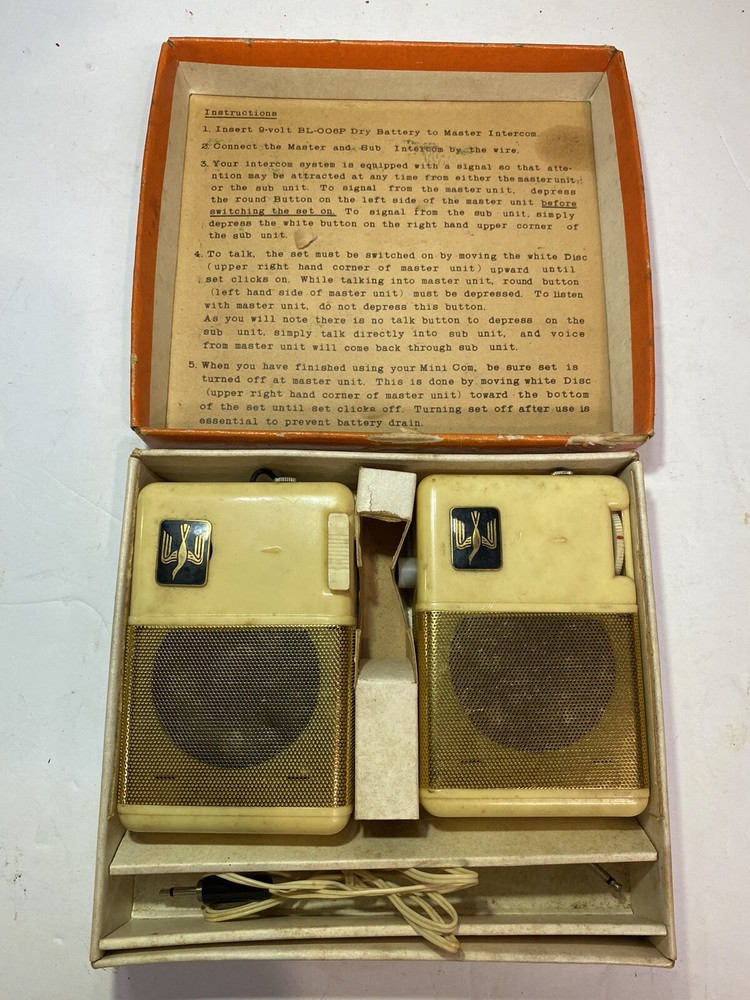 Instructions
1. Insert 9-volt BL-006P Dry Battery to Master Intercom.
2. Connect the Master and Sub Intercom by the wire.
3. Your intercom system is equipped with a signal so that atte-
ntion may be attracted at any time from either the master unit
or the sub unit. To signal from the master unit, depress
the round Button on the left side of the master unit before
switching the set on. To signal from the sub unit, simply
depress the white button on the right hand upper corner of
the sub unit.
4. To talk, the set must be switched on by moving the white Disc
(upper right hand corner of master unit) upward until
set clicks on. While talking into master unit, round button
(left hand side of master unit) must be depressed. To listen
with master unit, do not depress this button.
As you will note there is no talk button to depress on the
sub unit, simply talk directly into sub unit, and voice
from master unit will come back through sub unit.
5. When you have finished using your Mini Com, be sure set is
turned off at master unit. This is done by moving white Disc
(upper right hand corner of master unit) toward the bottom
of the set until set clicks off. Turning set off after use is
essential to prevent battery drain.